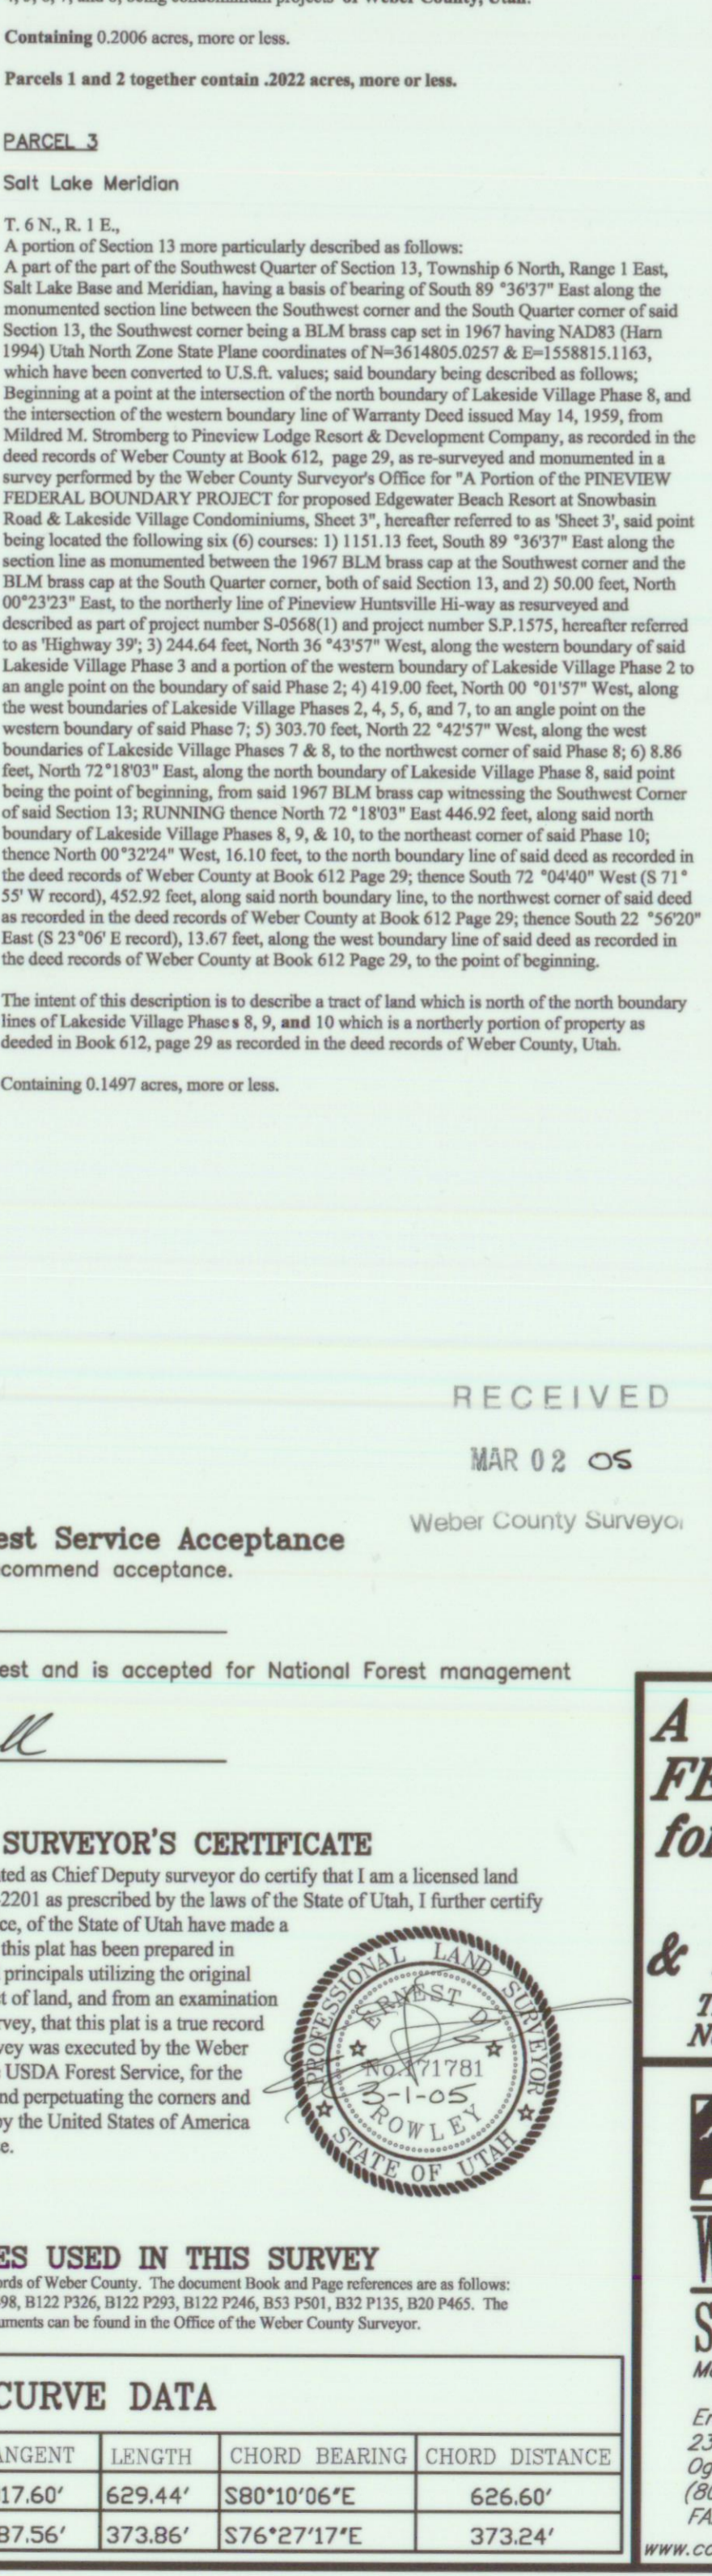 Containing 0.2006 acres, more or less.
Parcels 1 and 2 together contain .2022 acres, more or less.
PARCEL 3
Salt Lake Meridian
T. 6 N., R. 1 E.,
A portion of Section 13 more particularly described as follows:
A part of the part of the Southwest Quarter of Section 13, Township 6 North, Range 1 East,
Salt Lake Base and Meridian, having a basis of bearing of South 89 °36'37" East along the
monumented section line between the Southwest corner and the South Quarter corner of said
Section 13, the Southwest corner being a BLM brass cap set in 1967 having NAD83 (Harn
1994) Utah North Zone State Plane coordinates of N=3614805.0257 & E=1558815.1163,
which have been converted to U.S.ft. values; said boundary being described as follows;
Beginning at a point at the intersection of the north boundary of Lakeside Village Phase 8, and
the intersection of the western boundary line of Warranty Deed issued May 14, 1959, from
Mildred M. Stromberg to Pineview Lodge Resort & Development Company, as recorded in the
deed records of Weber County at Book 612, page 29, as re-surveyed and monumented in a
survey performed by the Weber County Surveyor's Office for "A Portion of the PINEVIEW
FEDERAL BOUNDARY PROJECT for proposed Edgewater Beach Resort at Snowbasin
Road & Lakeside Village Condominiums, Sheet 3", hereafter referred to as 'Sheet 3', said point
being located the following six (6) courses: 1) 1151.13 feet, South 89 °36'37" East along the
section line as monumented between the 1967 BLM brass cap at the Southwest corner and the
BLM brass cap at the South Quarter corner, both of said Section 13, and 2) 50.00 feet, North
00°23'23" East, to the northerly line of Pineview Huntsville Hi-way as resurveyed and
described as part of project number S-0568(1) and project number S.P.1575, hereafter referred
to as 'Highway 39'; 3) 244.64 feet, North 36 °43'57" West, along the western boundary of said
Lakeside Village Phase 3 and a portion of the western boundary of Lakeside Village Phase 2 to
an angle point on the boundary of said Phase 2; 4) 419.00 feet, North 00 °01'57" West, along
the west boundaries of Lakeside Village Phases 2, 4, 5, 6, and 7, to an angle point on the
western boundary of said Phase 7; 5) 303.70 feet, North 22 °42'57" West, along the west
boundaries of Lakeside Village Phases 7 & 8, to the northwest corner of said Phase 8; 6) 8.86
feet, North 72°18'03" East, along the north boundary of Lakeside Village Phase 8, said point
being the point of beginning, from said 1967 BLM brass cap witnessing the Southwest Corner
of said Section 13; RUNNING thence North 72 °18'03" East 446.92 feet, along said north
boundary of Lakeside Village Phases 8, 9, & 10, to the northeast corner of said Phase 10;
thence North 00°32'24" West, 16.10 feet, to the north boundary line of said deed as recorded in
the deed records of Weber County at Book 612 Page 29; thence South 72 °04'40" West (S 71°
55' W record), 452.92 feet, along said north boundary line, to the northwest corner of said deed
as recorded in the deed records of Weber County at Book 612 Page 29; thence South 22 °56'20"
East (S 23°06' E record), 13.67 feet, along the west boundary line of said deed as recorded in
the deed records of Weber County at Book 612 Page 29, to the point of beginning.
The intent of this description is to describe a tract of land which is north of the north boundary
lines of Lakeside Village Phases 8, 9, and 10 which is a northerly portion of property as
deeded in Book 612, page 29 as recorded in the deed records of Weber County, Utah.
Containing 0.1497 acres, more or less.
RECEIVED
MAR 02 05
Weber County Surveyor
est Service Acceptance
commend acceptance.
est and is accepted for National Forest management
SURVEYOR'S CERTIFICATE
ted as Chief Deputy surveyor do certify that I am a licensed land
2201 as prescribed by the laws of the State of Utah, I further certify
ce, of the State of Utah have made a
this plat has been prepared in
principals utilizing the original
t of land, and from an examination
rvey, that this plat is a true record
vey was executed by the Weber
USDA Forest Service, for the
nd perpetuating the corners and
by the United States of America
e.
PROFESSIONAL LAND SURVEYOR
ERNEST D.
No. 171781
3-1-05
ROWLEY
STATE OF UTAH
ES USED IN THIS SURVEY
ords of Weber County. The document Book and Page references are as follows:
98, B122 P326, B122 P293, B122 P246, B53 P501, B32 P135, B20 P465. The
uments can be found in the Office of the Weber County Surveyor.
CURVE DATA
ANGENT LENGTH CHORD BEARING CHORD DISTANCE
17.60' 629.44' S80°10'06"E 626.60'
87.56' 373.86' S76°27'17"E 373.24'
A
FE
for
&
T
N
W
S
M
Er
23
Og
(80
FA
www.co